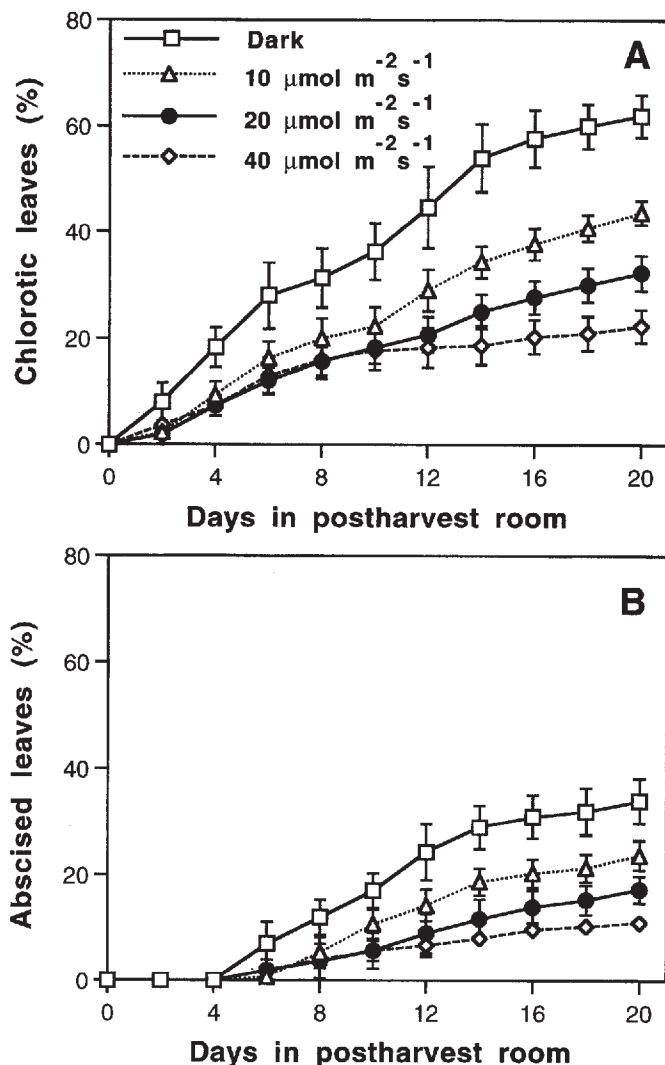 80
60
40
20
0
Chlorotic leaves (%)
Dark
10 μmol m⁻² s⁻¹
20 μmol m⁻² s⁻¹
40 μmol m⁻² s⁻¹
A
0 4 8 12 16 20
Days in postharvest room
80
60
40
20
0
Abscised leaves (%)
B
0 4 8 12 16 20
Days in postharvest room